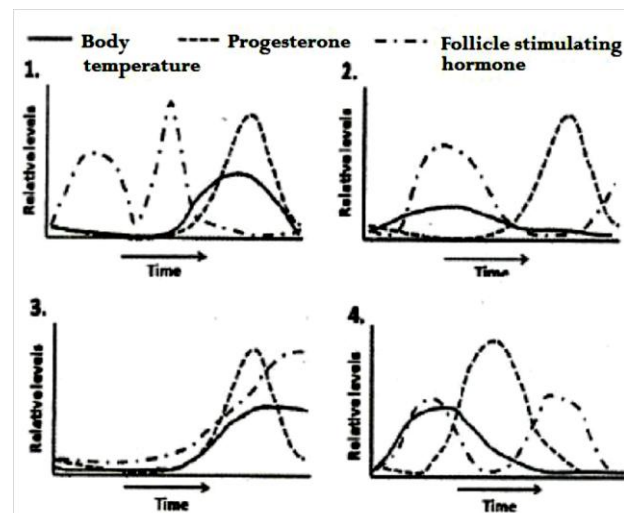 Body temperature
Progesterone
Follicle stimulating hormone
1.
Relative levels
Time
2.
Relative levels
Time
3.
Relative levels
Time
4.
Relative levels
Time